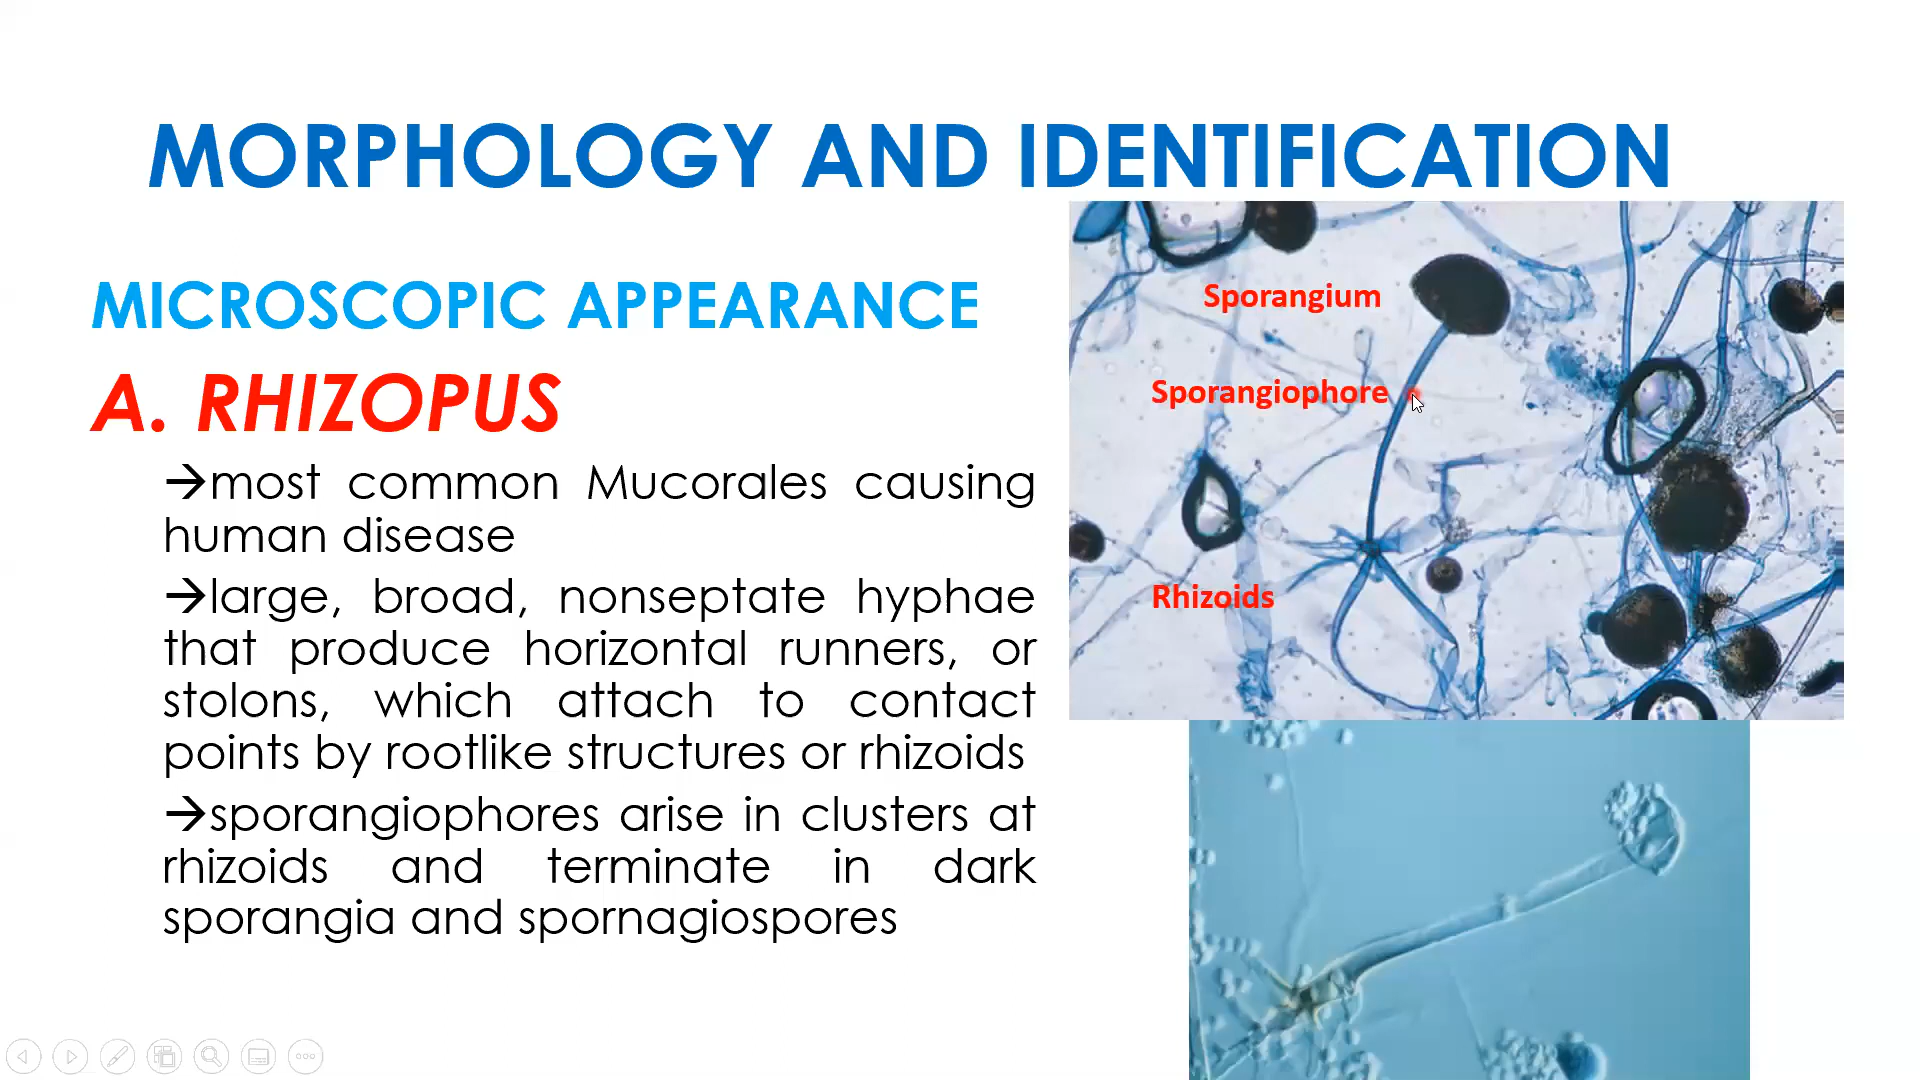 MORPHOLOGY AND IDENTIFICATION
MICROSCOPIC APPEARANCE
A. RHIZOPUS
→most common Mucorales causing
human disease
→large, broad, nonseptate hyphae
that produce horizontal runners, or
stolons, which attach to contact
points by rootlike structures or rhizoids
→sporangiophores arise in clusters at
rhizoids and terminate in dark
sporangia and spornagiospores
Sporangium
Sporangiophore
Rhizoids